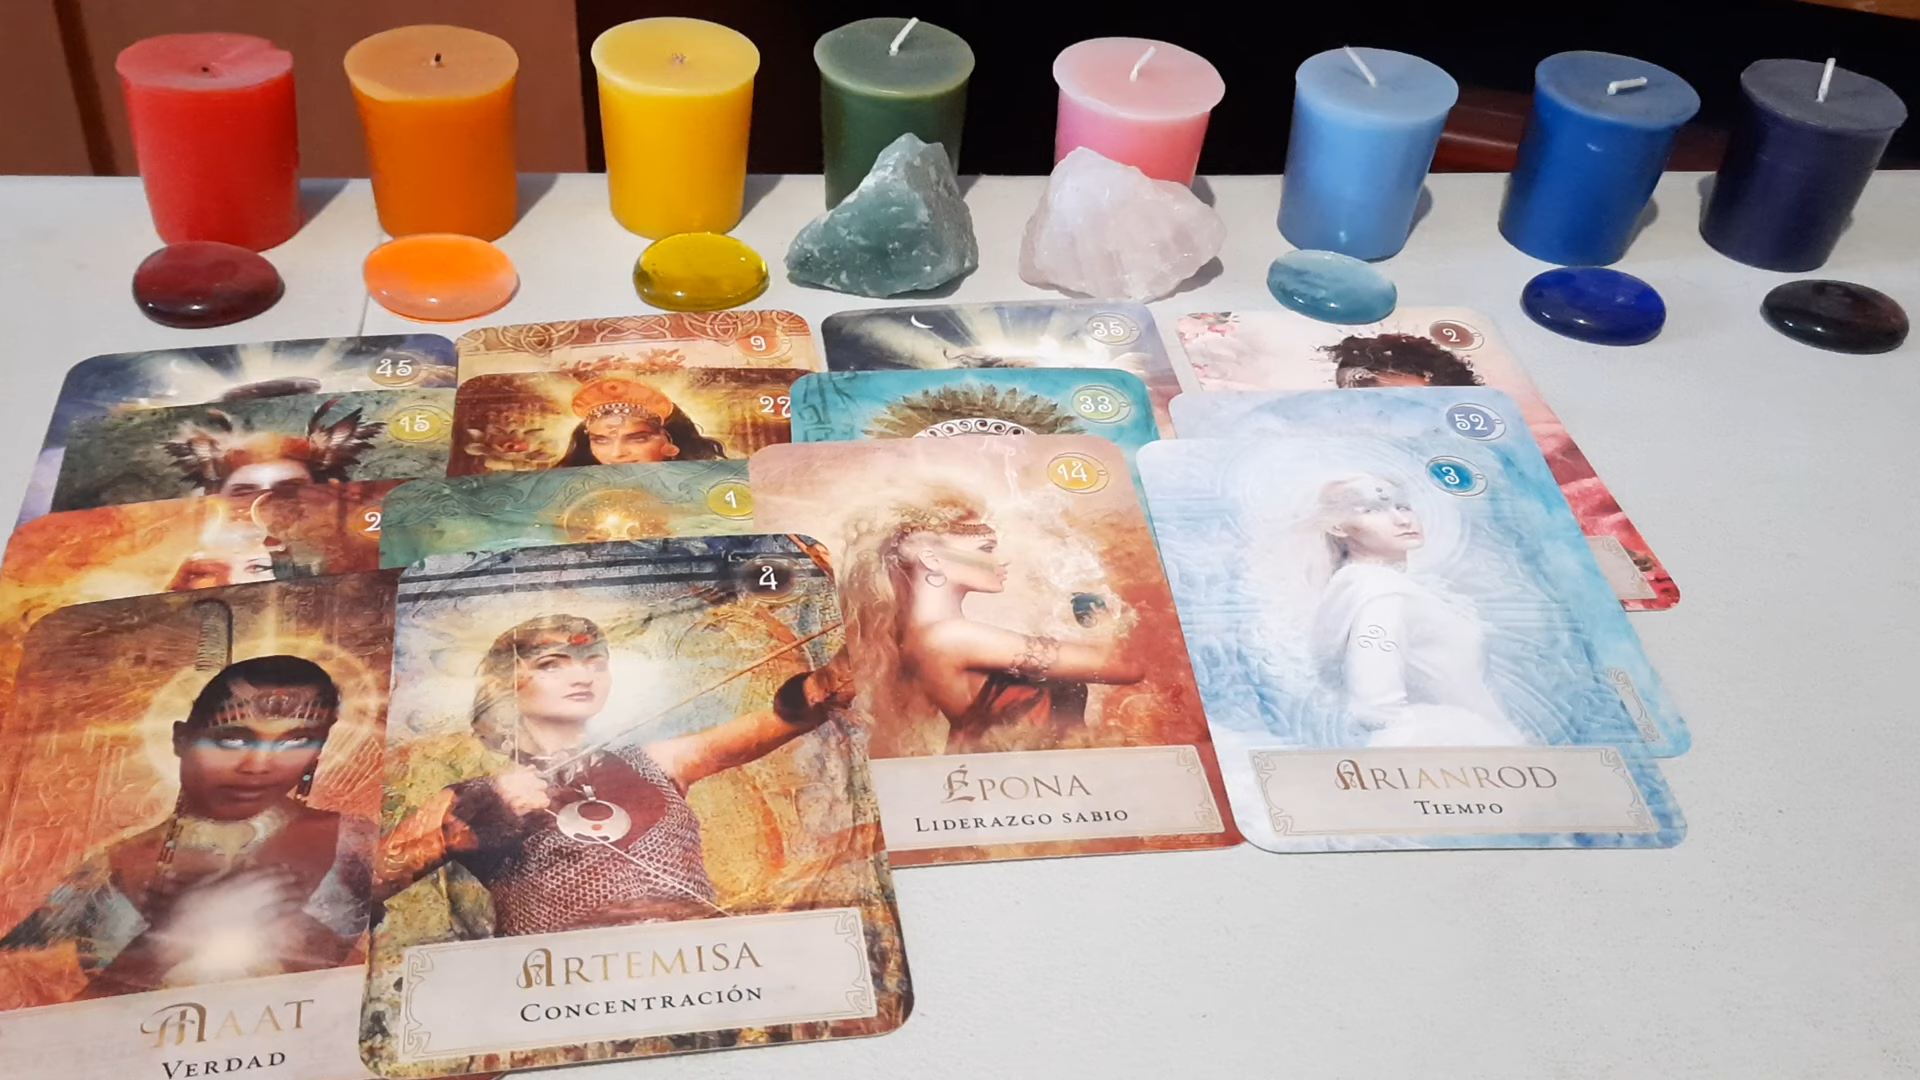 45
9
35
2
15
27
33
52
2
1
14
3
4
ÉPONA
LIDERAZGO SABIO
ARIANROD
TIEMPO
ARTEMISA
CONCENTRACIÓN
MAAT
VERDAD